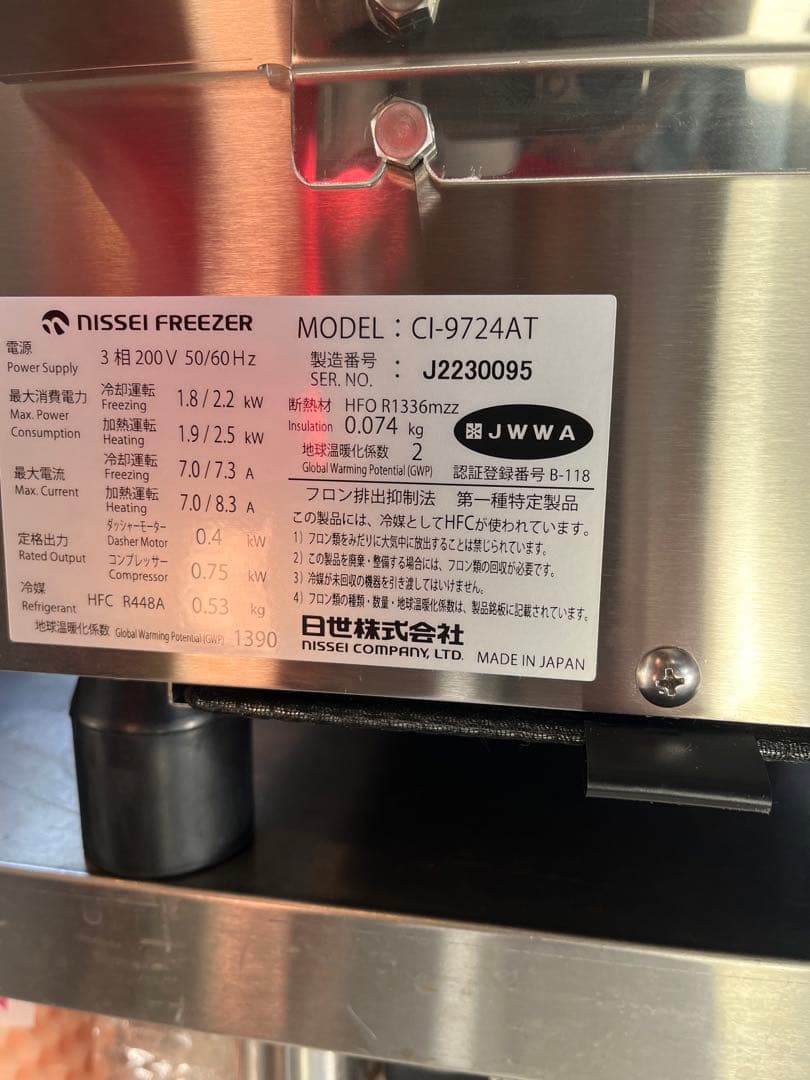 NISSEI FREEZER
電源
Power Supply
3 相 200 V 50/60 Hz
最大消費電力
Max. Power
Consumption
冷却運転
Freezing
1.8 / 2.2 kW
加熱運転
Heating
1.9 / 2.5 kW
最大電流
Max. Current
冷却運転
Freezing
7.0 / 7.3 A
加熱運転
Heating
7.0 / 8.3 A
定格出力
Rated Output
ダッシャーモーター
Dasher Motor
0.4 kW
コンプレッサー
Compressor
0.75 kW
冷媒
Refrigerant
HFC R448A 0.53 kg
地球温暖化係数 Global Warming Potential (GWP) 1390
MODEL : CI-9724AT
製造番号
SER. NO.
: J2230095
断熱材
Insulation
HFO R1336mzz
0.074 kg
地球温暖化係数
Global Warming Potential (GWP)
2
JWWA
認証登録番号 B-118
フロン排出抑制法 第一種特定製品
この製品には、冷媒としてHFCが使われています。
1) フロン類をみだりに大気中に放出することは禁じられています。
2) この製品を廃棄・整備する場合には、フロン類の回収が必要です。
3) 冷媒が未回収の機器を引き渡してはいけません。
4) フロン類の種類・数量・地球温暖化係数は、製品銘板に記載されています。
日世株式会社
NISSEI COMPANY, LTD.
MADE IN JAPAN